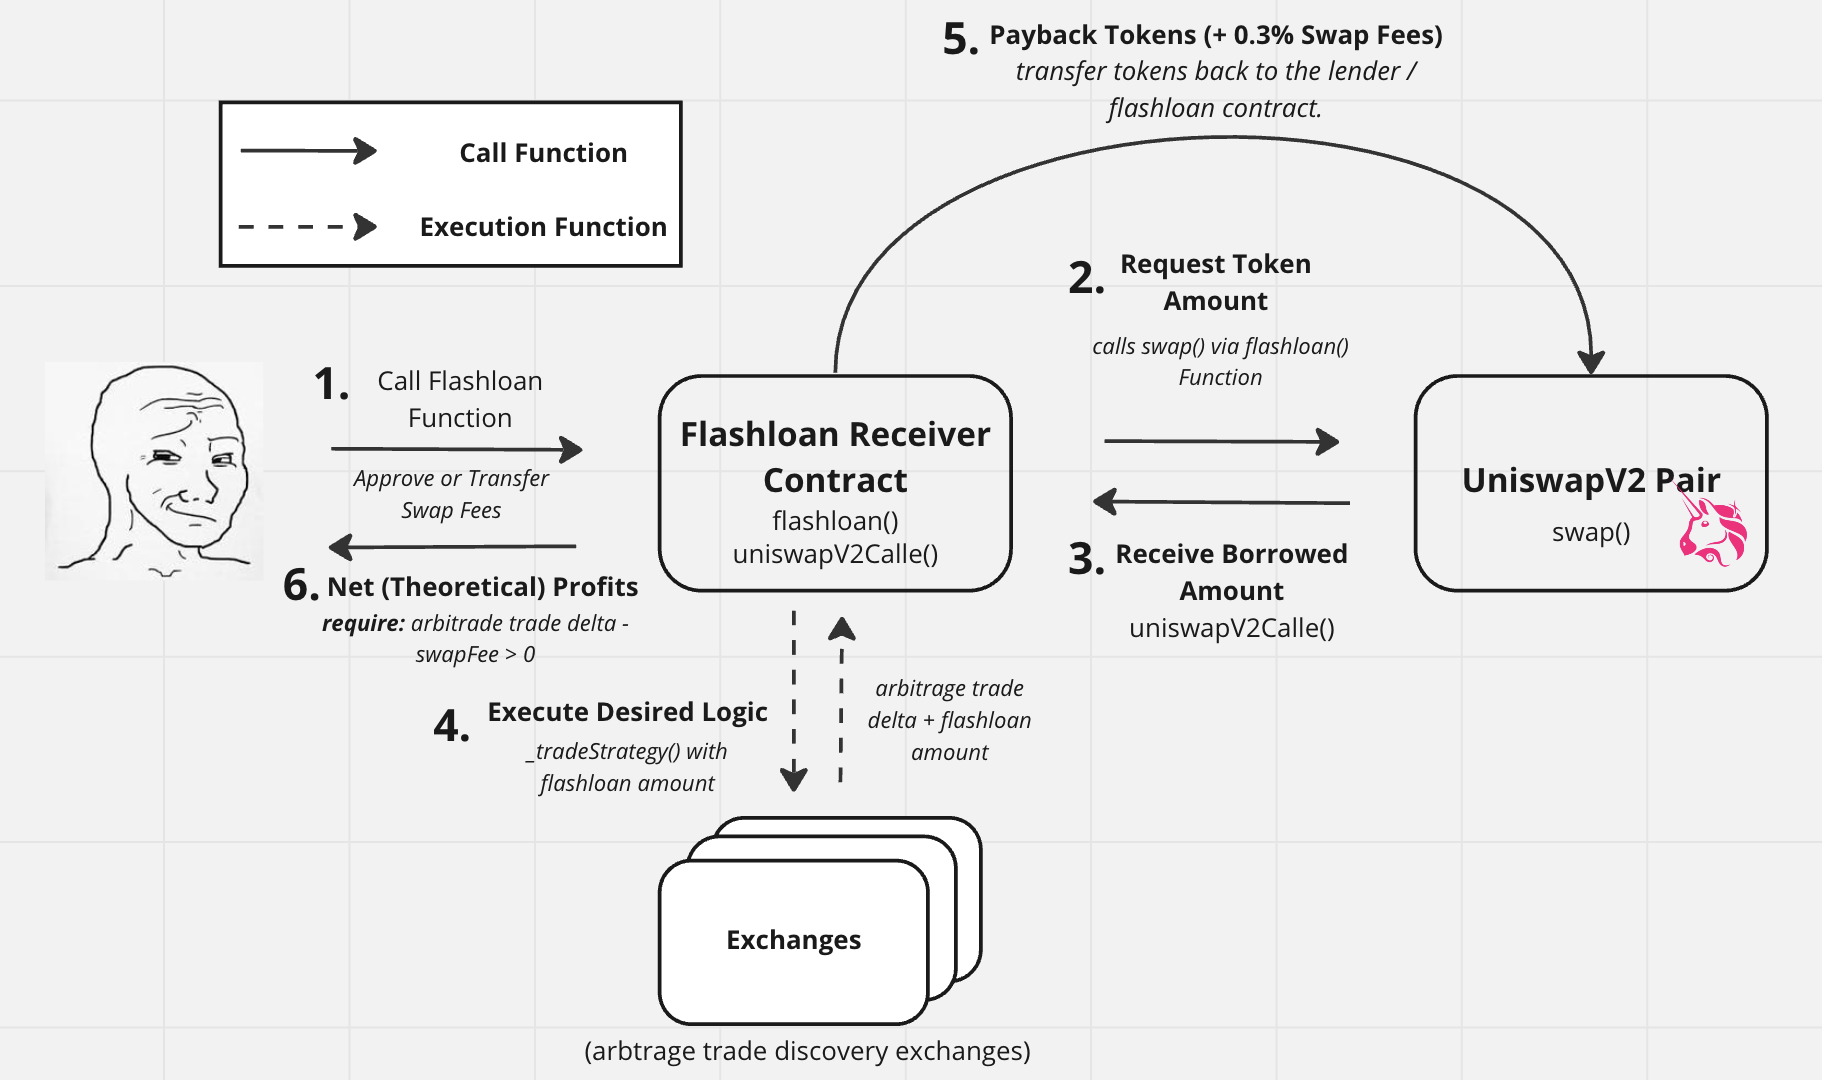 5. Payback Tokens (+ 0.3% Swap Fees)
transfer tokens back to the lender /
flashloan contract.
Call Function
Execution Function
1. Call Flashloan
Function
Approve or Transfer
Swap Fees
6. Net (Theoretical) Profits
require: arbitrade trade delta -
swapFee > 0
Flashloan Receiver
Contract
flashloan()
uniswapV2Calle()
2. Request Token
Amount
calls swap() via flashloan()
Function
3. Receive Borrowed
Amount
uniswapV2Calle()
UniswapV2 Pair
swap()
4. Execute Desired Logic
_tradeStrategy() with
flashloan amount
arbitrage trade
delta + flashloan
amount
Exchanges
(arbtrage trade discovery exchanges)